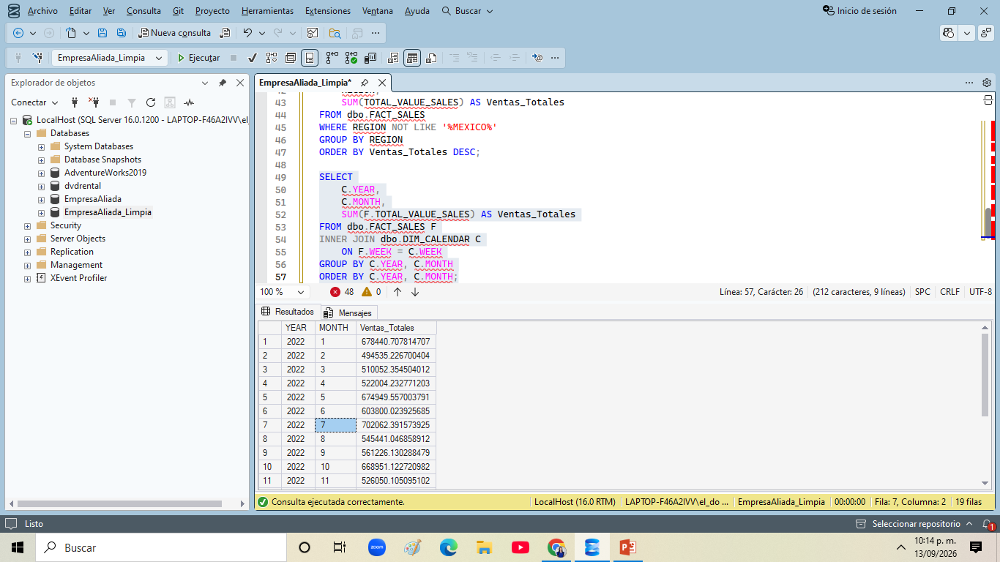 Archivo Editar Ver Consulta Git Proyecto Herramientas Extensiones Ventana Ayuda Buscar Inicio de sesión
Nueva consulta
EmpresaAliada_Limpia Ejecutar
Explorador de objetos
Conectar
LocalHost (SQL Server 16.0.1200 - LAPTOP-F46A2IVV\el_
Databases
System Databases
Database Snapshots
AdventureWorks2019
dvdrental
EmpresaAliada
EmpresaAliada_Limpia
Security
Server Objects
Replication
Management
XEvent Profiler
EmpresaAliada_Limpia*
42 REGION,
43 SUM(TOTAL_VALUE_SALES) AS Ventas_Totales
44 FROM dbo.FACT_SALES
45 WHERE REGION NOT LIKE '%MEXICO%'
46 GROUP BY REGION
47 ORDER BY Ventas_Totales DESC;
48
49 SELECT
50 C.YEAR,
51 C.MONTH,
52 SUM(F.TOTAL_VALUE_SALES) AS Ventas_Totales
53 FROM dbo.FACT_SALES F
54 INNER JOIN dbo.DIM_CALENDAR C
55 ON F.WEEK = C.WEEK
56 GROUP BY C.YEAR, C.MONTH
57 ORDER BY C.YEAR, C.MONTH;
100 % 48 0 Línea: 57, Carácter: 26 (212 caracteres, 9 líneas) SPC CRLF UTF-8
Resultados Mensajes
YEAR MONTH Ventas_Totales
1 2022 1 678440.707814707
2 2022 2 494535.226700404
3 2022 3 510052.354504012
4 2022 4 522004.232771203
5 2022 5 674949.557003791
6 2022 6 603800.023925685
7 2022 7 702062.391573925
8 2022 8 545441.046858912
9 2022 9 561226.130288479
10 2022 10 668951.122720982
11 2022 11 526050.105095102
Consulta ejecutada correctamente. LocalHost (16.0 RTM) LAPTOP-F46A2IVV\el_do ... EmpresaAliada_Limpia 00:00:00 Fila: 7, Columna: 2 19 filas
Listo Seleccionar repositorio 1
Buscar zoom 10:14 p. m.
13/09/2026